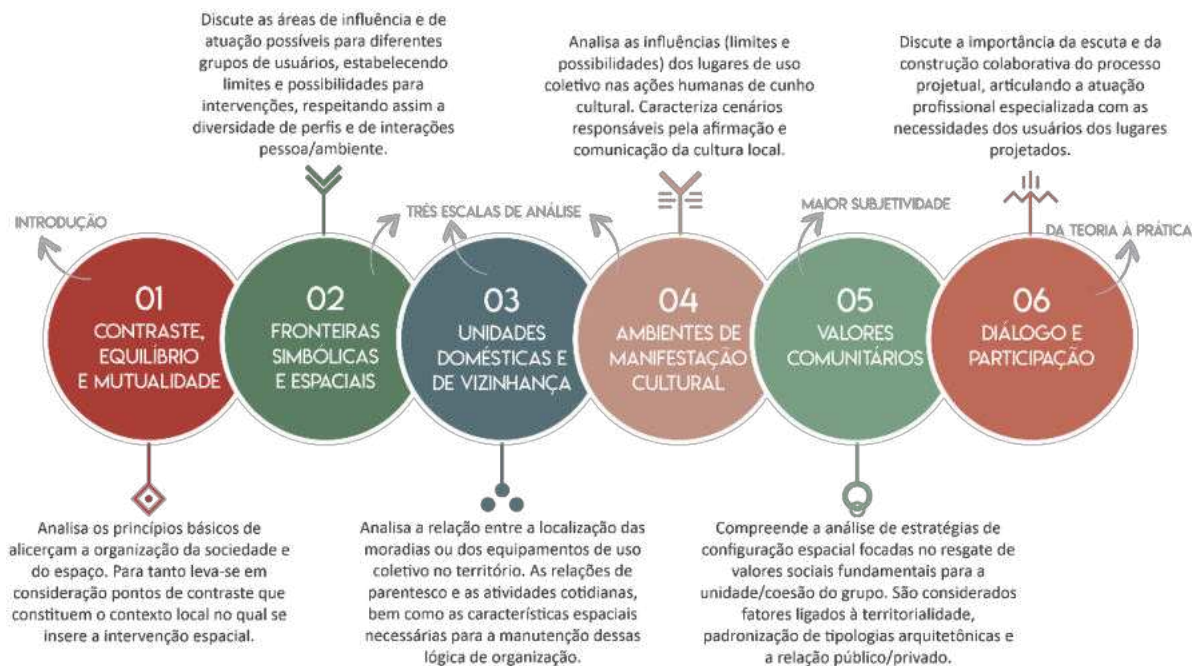 Discute as áreas de influência e de
atuação possíveis para diferentes
grupos de usuários, estabelecendo
limites e possibilidades para
intervenções, respeitando assim a
diversidade de perfis e de interações
pessoa/ambiente.
Analisa as influências (limites e
possibilidades) dos lugares de uso
coletivo nas ações humanas de cunho
cultural. Caracteriza cenários
responsáveis pela afirmação e
comunicação da cultura local.
Discute a importância da escuta e da
construção colaborativa do processo
projetual, articulando a atuação
profissional especializada com as
necessidades dos usuários dos lugares
projetados.
INTRODUÇÃO
TRÊS ESCALAS DE ANÁLISE
MAIOR SUBJETIVIDADE
DA TEORIA À PRÁTICA
01
CONTRASTE,
EQUILÍBRIO
E MUTUALIDADE
02
FRONTEIRAS
SIMBÓLICAS
E ESPACIAIS
03
UNIDADES
DOMÉSTICAS E
DE VIZINHANÇA
04
AMBIENTES DE
MANIFESTAÇÃO
CULTURAL
05
VALORES
COMUNITÁRIOS
06
DIÁLOGO E
PARTICIPAÇÃO
Analisa os princípios básicos de
alicerçam a organização da sociedade e
do espaço. Para tanto leva-se em
consideração pontos de contraste que
constituem o contexto local no qual se
insere a intervenção espacial.
Analisa a relação entre a localização das
moradias ou dos equipamentos de uso
coletivo no território. As relações de
parentesco e as atividades cotidianas,
bem como as características espaciais
necessárias para a manutenção dessas
lógica de organização.
Compreende a análise de estratégias de
configuração espacial focadas no resgate de
valores sociais fundamentais para a
unidade/coesão do grupo. São considerados
fatores ligados à territorialidade,
padronização de tipologias arquitetônicas e
a relação público/privado.